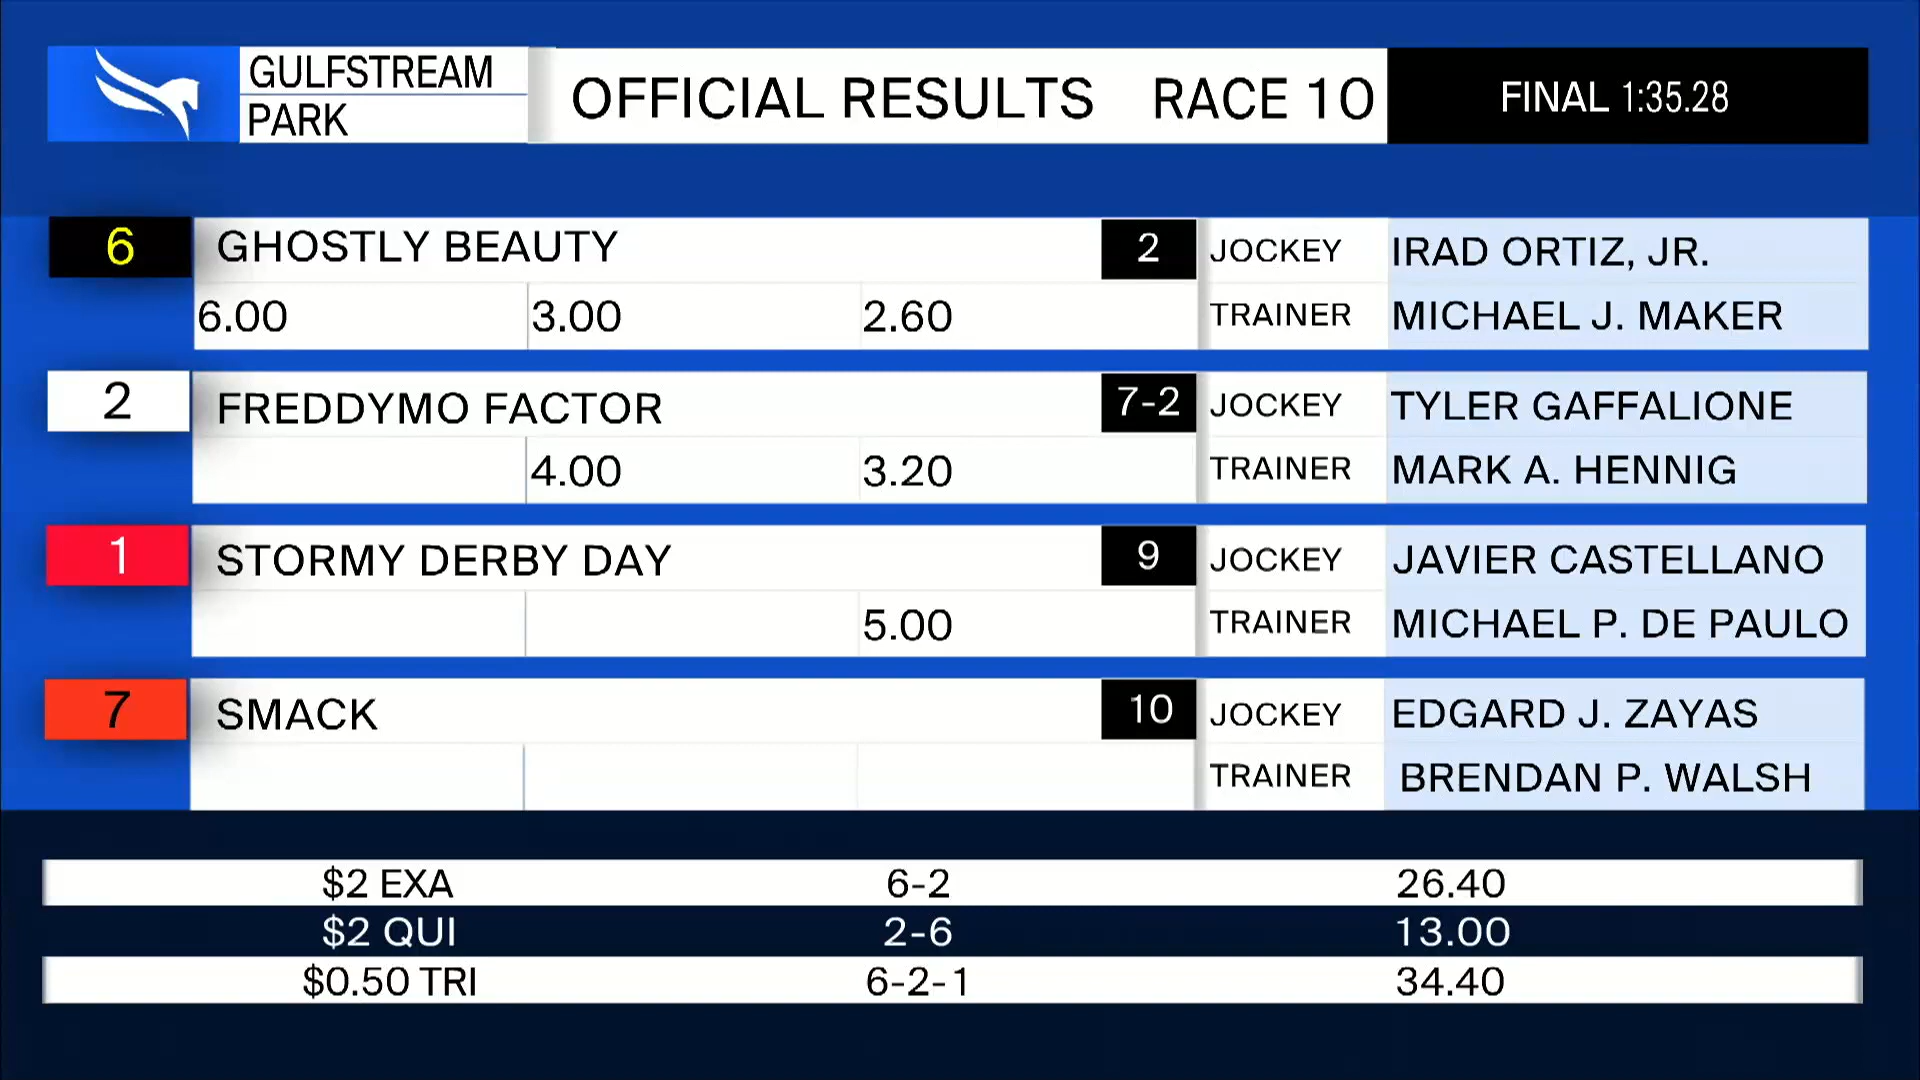 GULFSTREAM
PARK
OFFICIAL RESULTS RACE 10 FINAL 1:35.28
6 GHOSTLY BEAUTY 2 JOCKEY IRAD ORTIZ, JR.
6.00 3.00 2.60 TRAINER MICHAEL J. MAKER
2 FREDDYMO FACTOR 7-2 JOCKEY TYLER GAFFALIONE
4.00 3.20 TRAINER MARK A. HENNIG
1 STORMY DERBY DAY 9 JOCKEY JAVIER CASTELLANO
5.00 TRAINER MICHAEL P. DE PAULO
7 SMACK 10 JOCKEY EDGARD J. ZAYAS
TRAINER BRENDAN P. WALSH
$2 EXA 6-2 26.40
$2 QUI 2-6 13.00
$0.50 TRI 6-2-1 34.40